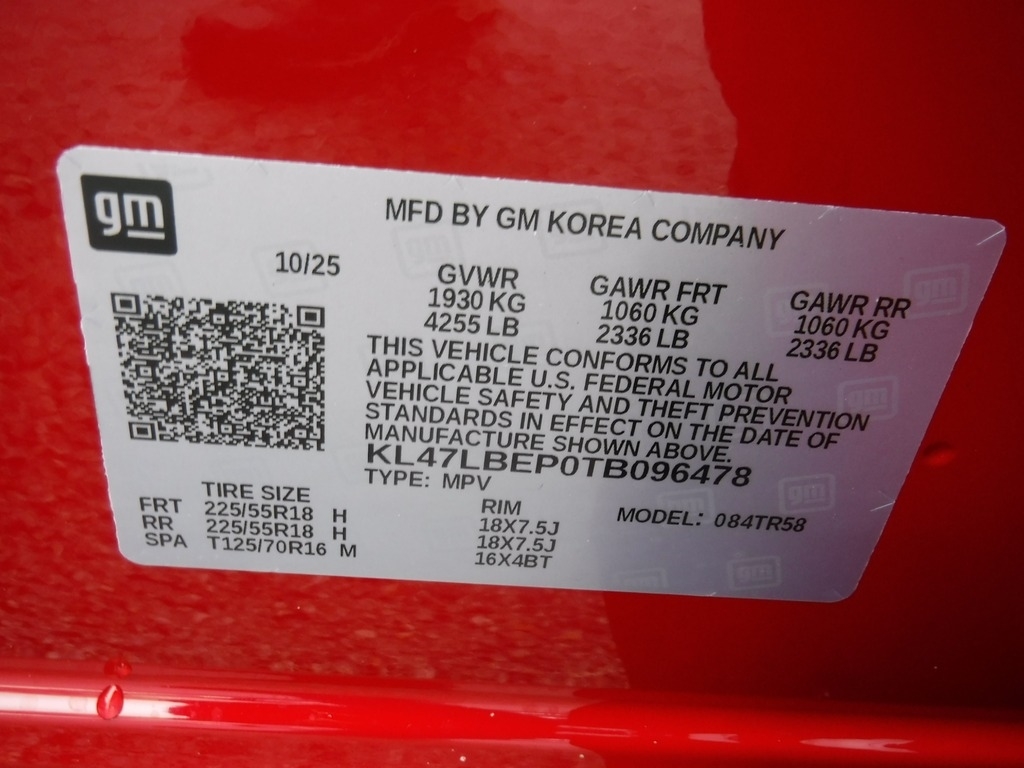 gm
MFD BY GM KOREA COMPANY
10/25
GVWR GAWR FRT GAWR RR
1930 KG 1060 KG 1060 KG
4255 LB 2336 LB 2336 LB
THIS VEHICLE CONFORMS TO ALL
APPLICABLE U.S. FEDERAL MOTOR
VEHICLE SAFETY AND THEFT PREVENTION
STANDARDS IN EFFECT ON THE DATE OF
MANUFACTURE SHOWN ABOVE.
KL47LBEP0TB096478
TYPE: MPV
TIRE SIZE RIM MODEL: 084TR58
FRT 225/55R18 H 18X7.5J
RR 225/55R18 H 18X7.5J
SPA T125/70R16 M 16X4BT